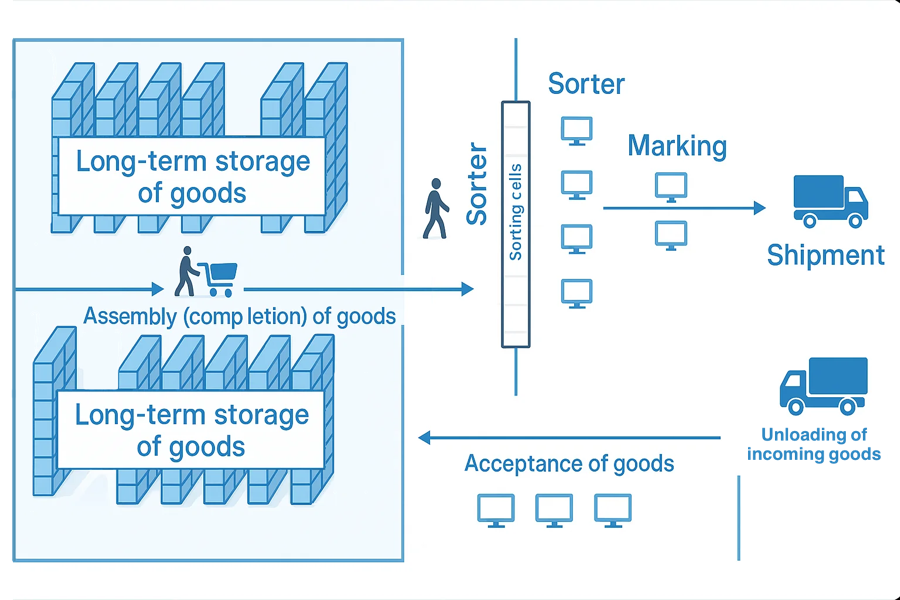 Long-term storage
of goods
Assembly (comp letion) of goods
Long-term storage
of goods
Sorter
Sorting cells
Sorter
Marking
Shipment
Unloading of
incoming goods
Acceptance of goods